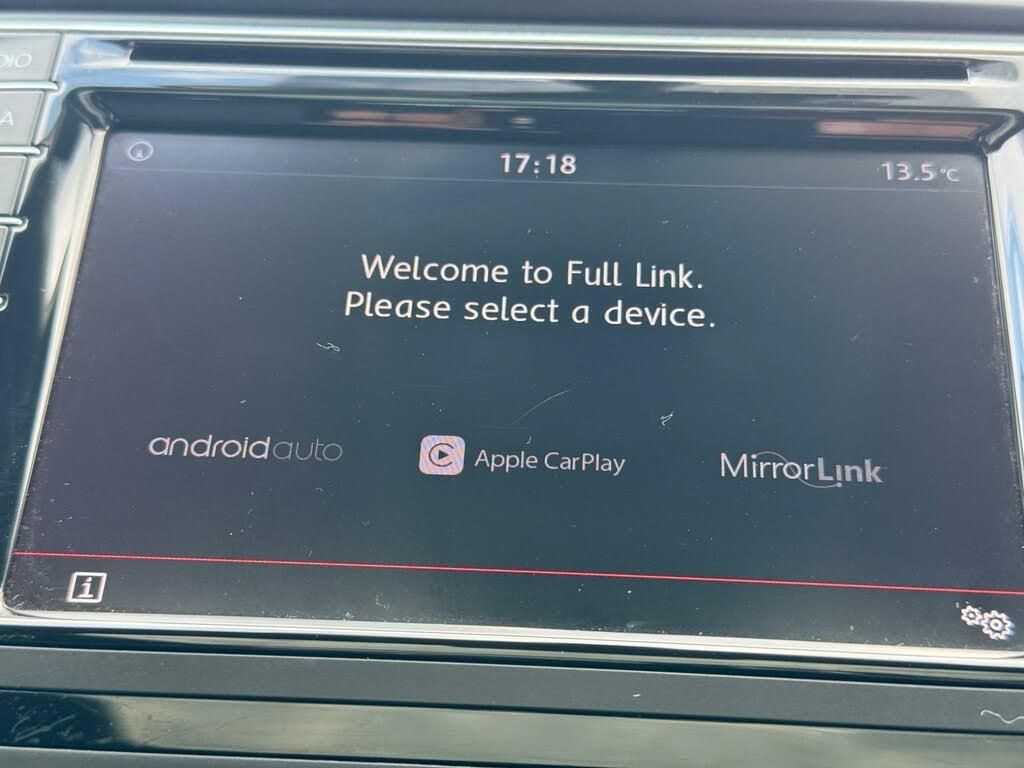 17:18
13.5°C
Welcome to Full Link.
Please select a device.
androidauto
Apple CarPlay
MirrorLink
i